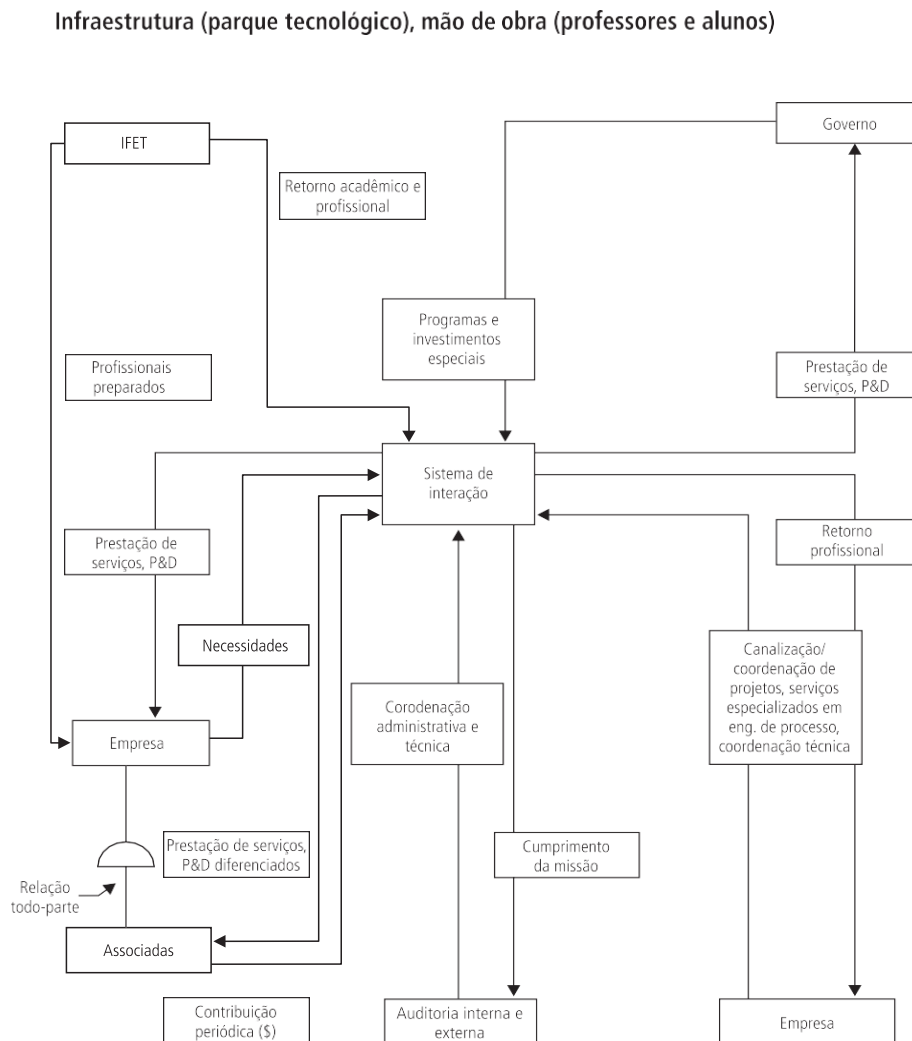 Infraestrutura (parque tecnológico), mão de obra (professores e alunos)
IFET
Governo
Retorno acadêmico e
profissional
Programas e
investimentos
especiais
Profissionais
preparados
Prestação de
serviços, P&D
Sistema de
interação
Prestação de
serviços, P&D
Retorno
profissional
Necessidades
Canalização/
coordenação de
projetos, serviços
especializados em
eng. de processo,
coordenação técnica
Corodenação
administrativa e
técnica
Empresa
Prestação de serviços,
P&D diferenciados
Cumprimento
da missão
Relação
todo-parte
Associadas
Contribuição
periódica ($)
Auditoria interna e
externa
Empresa